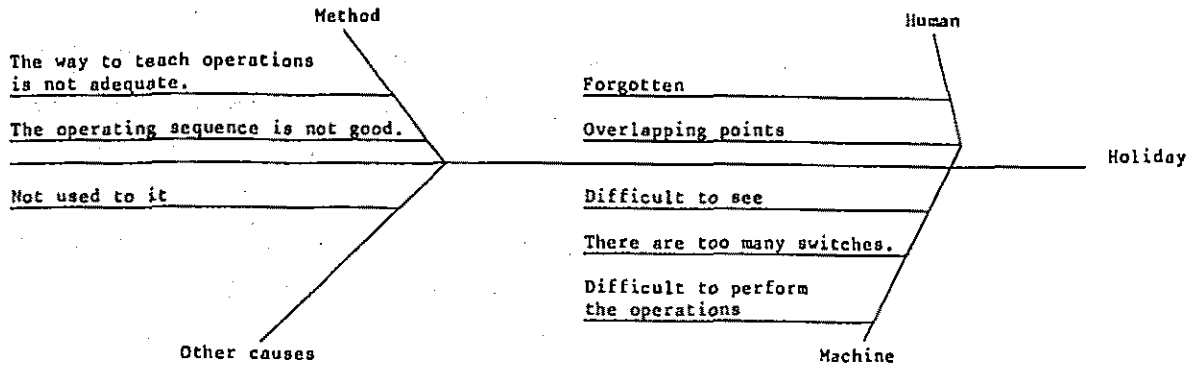 Method
Human
The way to teach operations
is not adequate.
Forgotten
The operating sequence is not good.
Overlapping points
Holiday
Not used to it
Difficult to see
There are too many switches.
Difficult to perform
the operations
Other causes
Machine